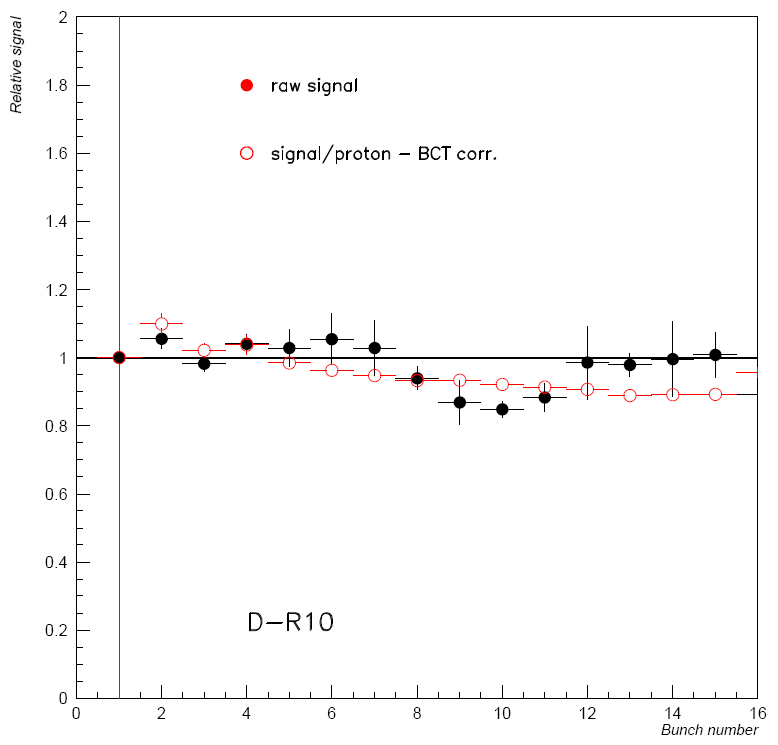 Relative signal
2
1.8
raw signal
1.6
signal/proton – BCT corr.
1.4
1.2
1
0.8
0.6
0.4
D–R10
0.2
0
0 2 4 6 8 10 12 14 16
Bunch number